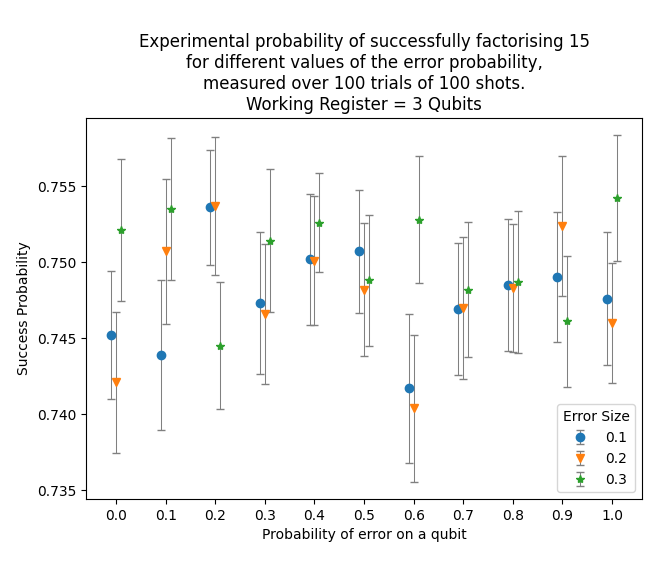 Experimental probability of successfully factorising 15
for different values of the error probability,
measured over 100 trials of 100 shots.
Working Register = 3 Qubits
Success Probability
0.755
0.750
0.745
0.740
0.735
Error Size
0.1
0.2
0.3
0.0 0.1 0.2 0.3 0.4 0.5 0.6 0.7 0.8 0.9 1.0
Probability of error on a qubit